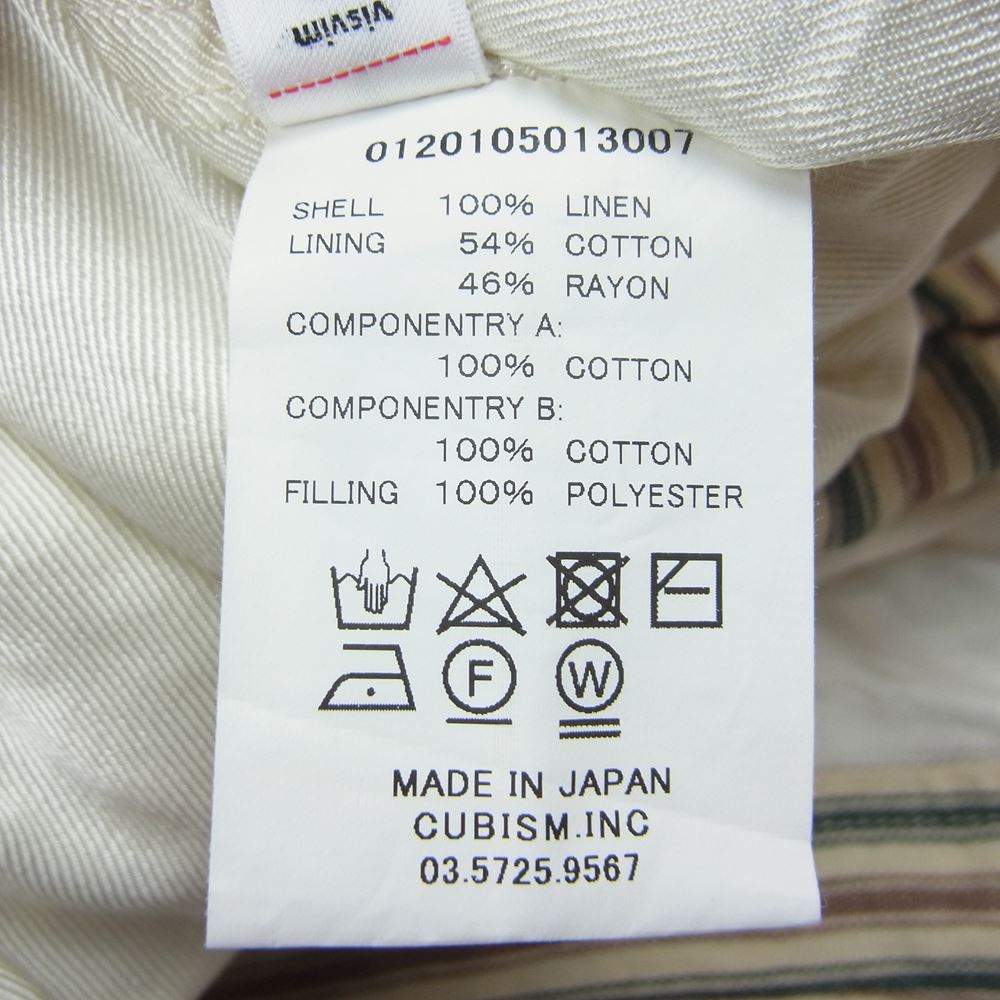 visvim
0120105013007
SHELL 100% LINEN
LINING 54% COTTON
46% RAYON
COMPONENTRY A:
100% COTTON
COMPONENTRY B:
100% COTTON
FILLING 100% POLYESTER
F W
MADE IN JAPAN
CUBISM.INC
03.5725.9567